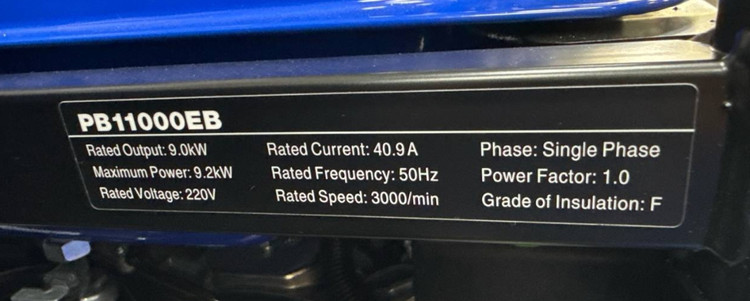 PB11000EB
Rated Output: 9.0kW
Maximum Power: 9.2kW
Rated Voltage: 220V
Rated Current: 40.9 A
Rated Frequency: 50Hz
Rated Speed: 3000/min
Phase: Single Phase
Power Factor: 1.0
Grade of Insulation: F